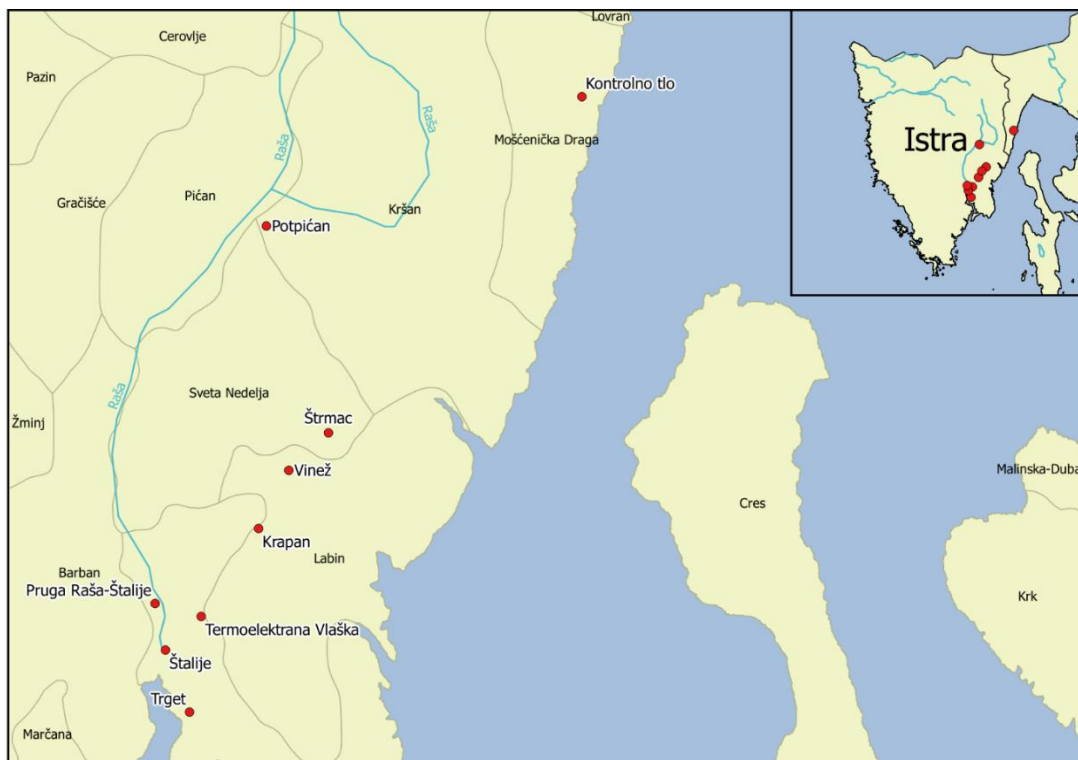 Lovran
Cerovlje
Pazin
Kontrolno tlo
Raša
Raša
Mošćenička Draga
Istra
Pićan
Gračišće
Kršan
Potpićan
Raša
Sveta Nedelja
Žminj
Štrmac
Vinež
Malinska-Duba
Cres
Krapan
Labin
Barban
Pruga Raša-Štalije
Krk
Termoelektrana Vlaška
Štalije
Trget
Marčana